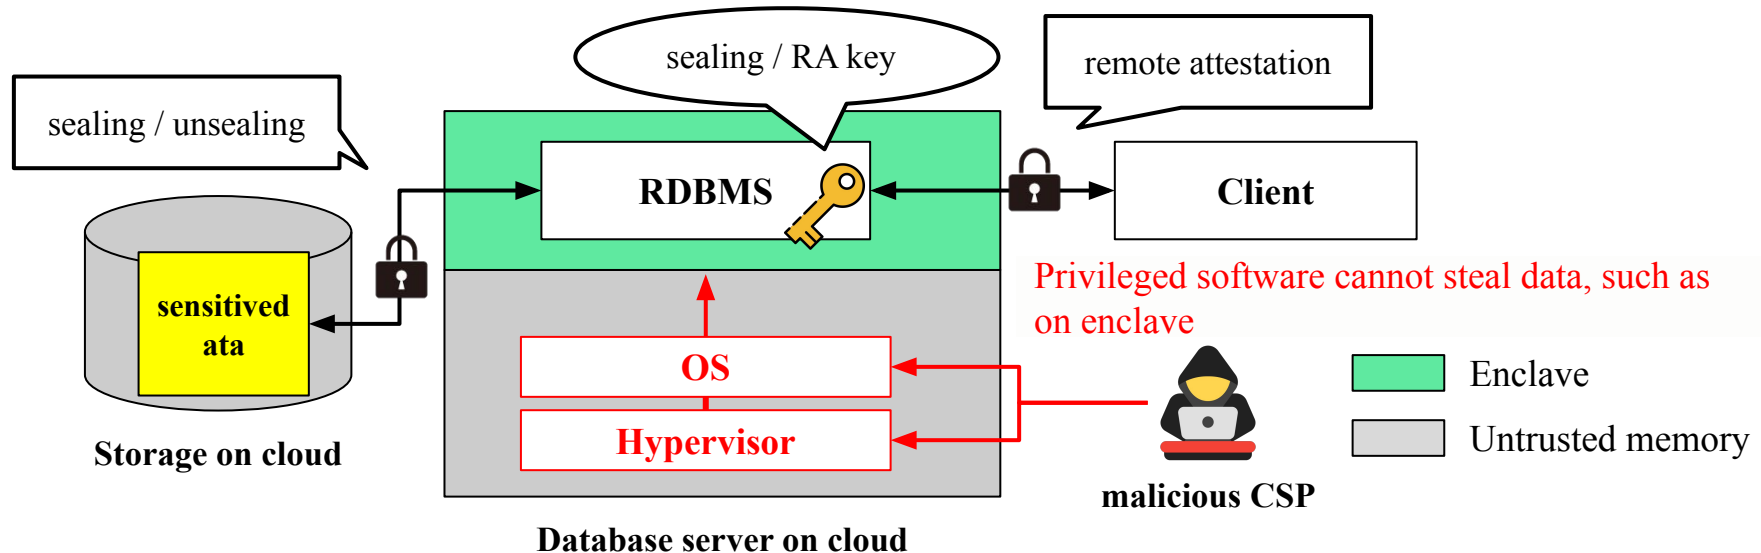 sealing / RA key
remote attestation
sealing / unsealing
RDBMS
Client
sensitived
ata
Privileged software cannot steal data, such as
on enclave
OS
Hypervisor
Enclave
Untrusted memory
Storage on cloud
malicious CSP
Database server on cloud